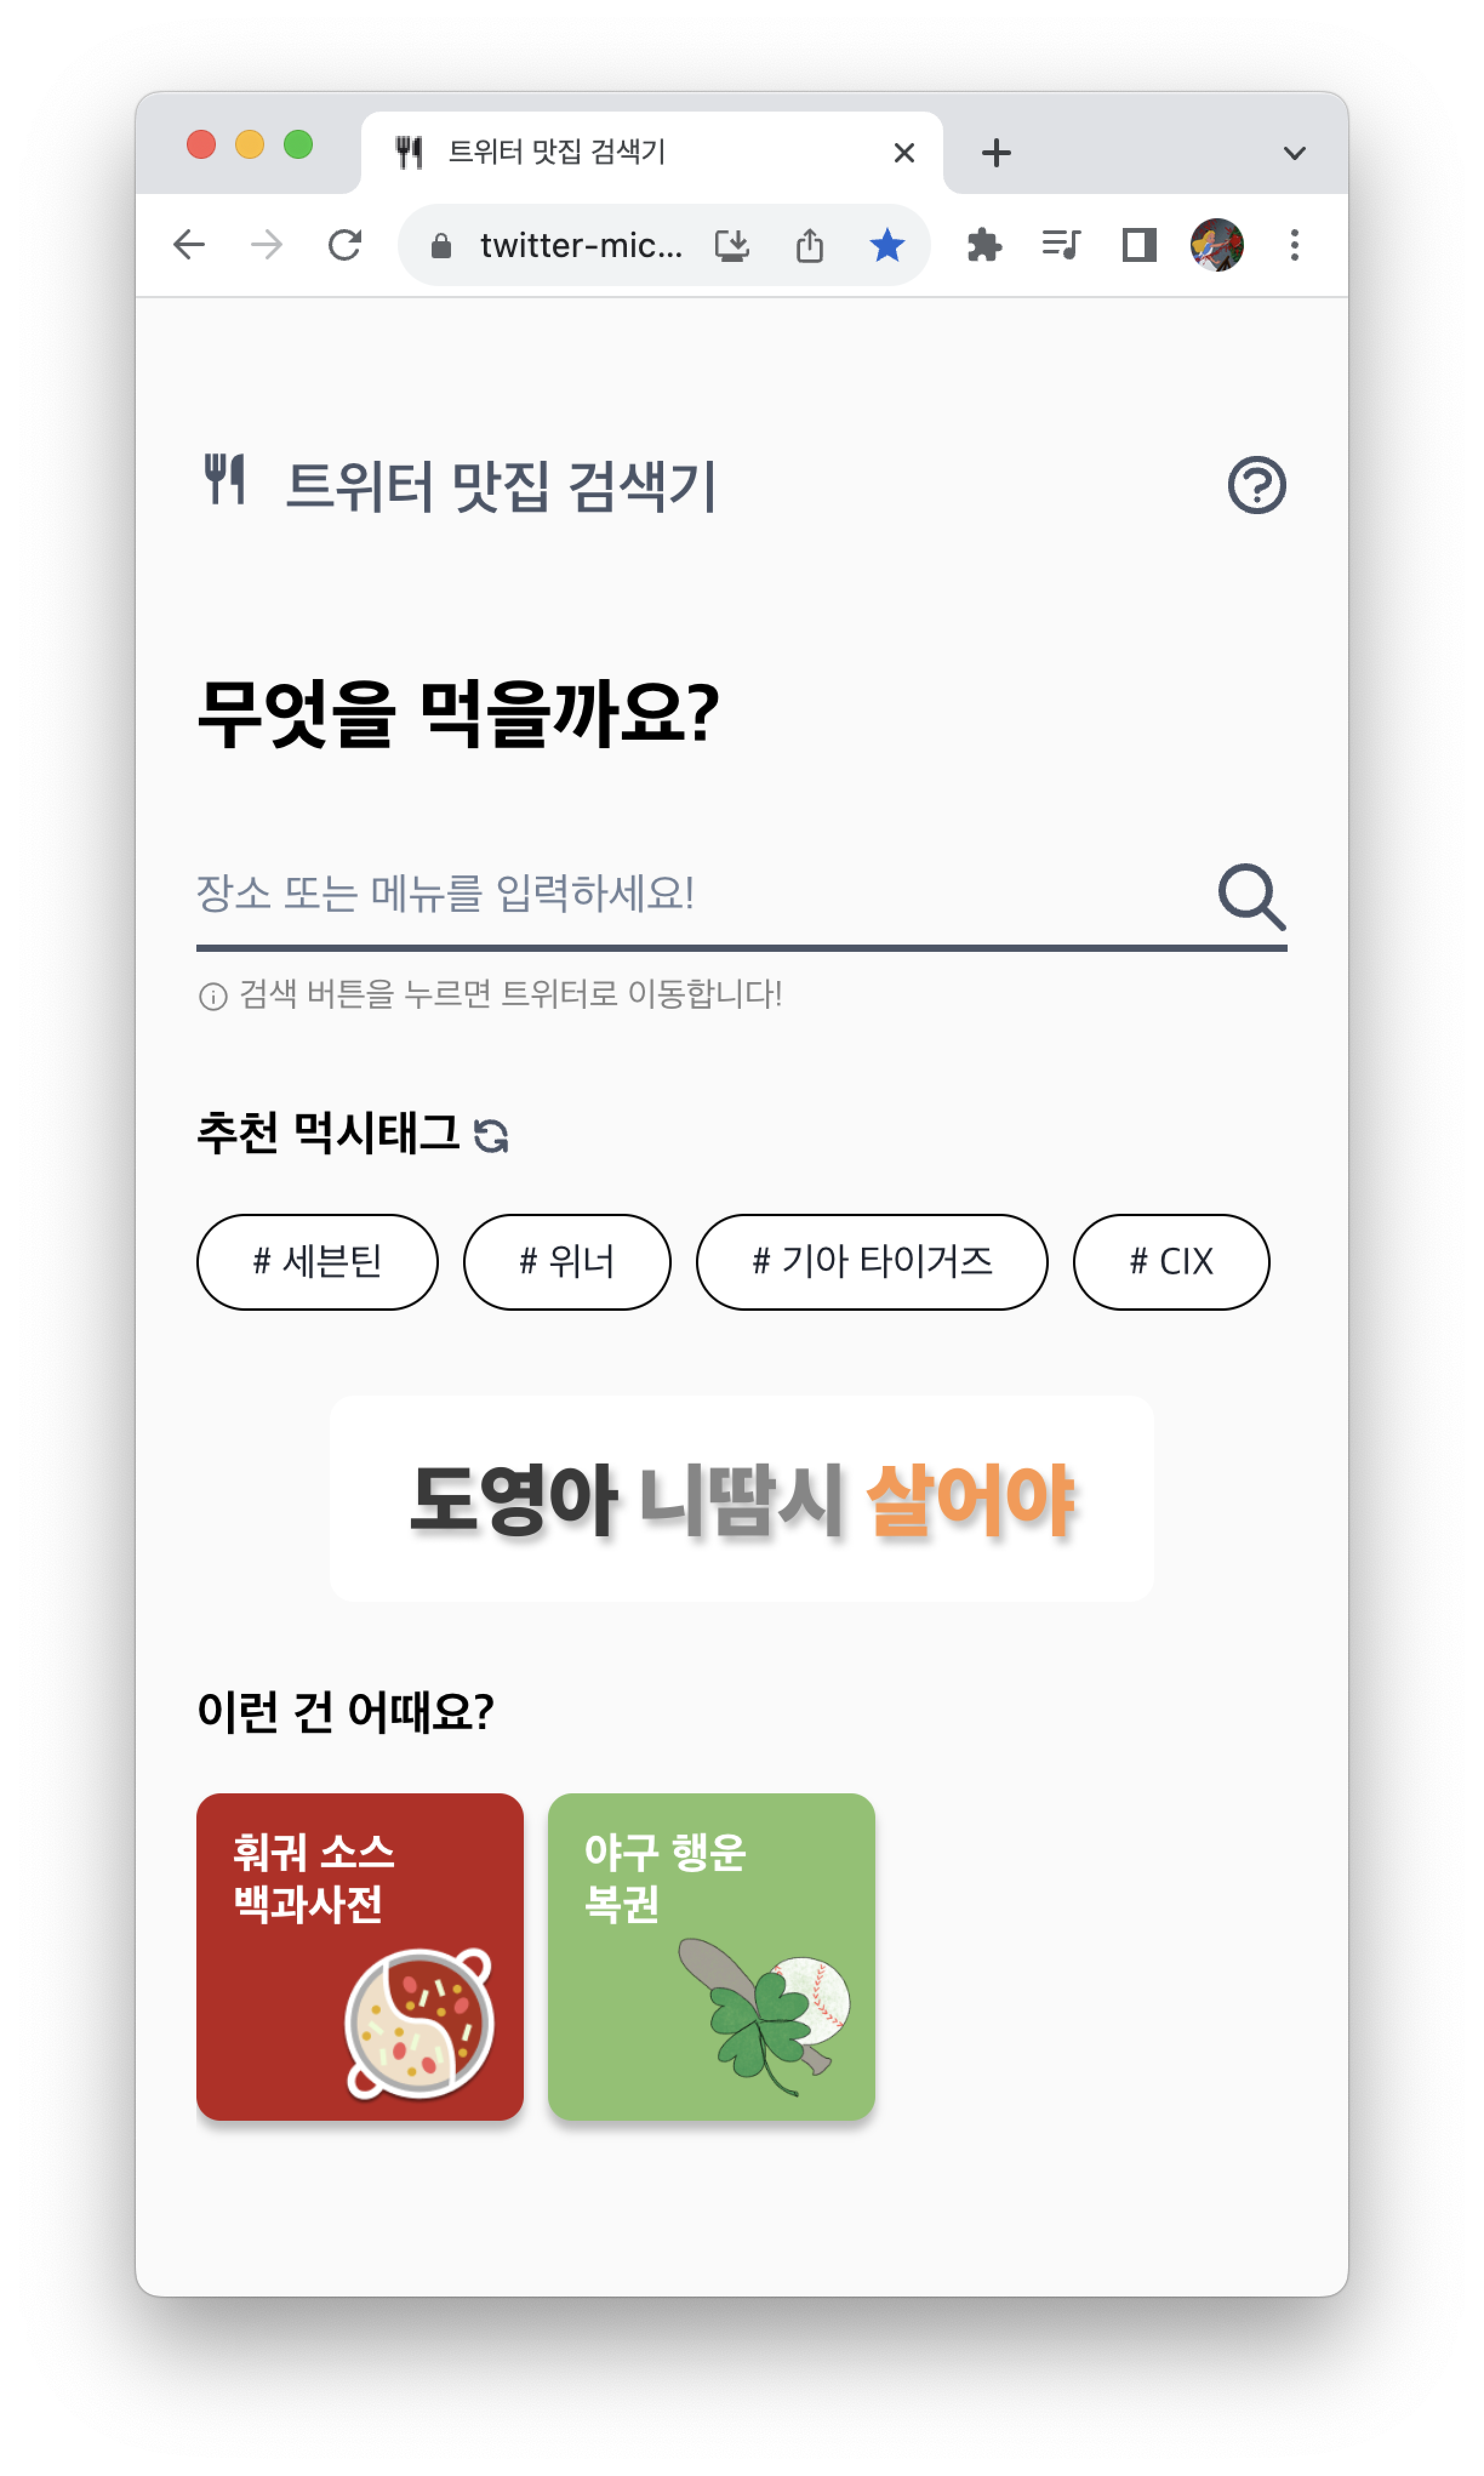 트위터 맛집 검색기
twitter-mic...
트위터 맛집 검색기
무엇을 먹을까요?
장소 또는 메뉴를 입력하세요!
검색 버튼을 누르면 트위터로 이동합니다!
추천 먹시태그
# 세븐틴
# 위너
# 기아 타이거즈
# CIX
도영아 니땀시 살어야
이런 건 어때요?
훠궈 소스
백과사전
야구 행운
복권